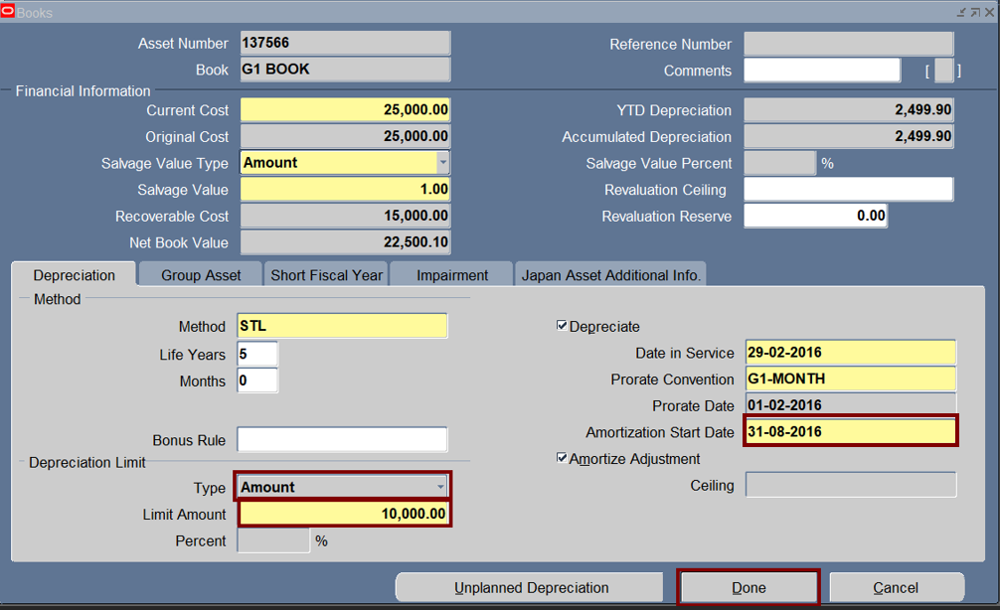 Books
Asset Number 137566
Reference Number
Book G1 BOOK
Comments [ ]
Financial Information
Current Cost 25,000.00
YTD Depreciation 2,499.90
Original Cost 25,000.00
Accumulated Depreciation 2,499.90
Salvage Value Type Amount
Salvage Value Percent %
Salvage Value 1.00
Revaluation Ceiling
Recoverable Cost 15,000.00
Revaluation Reserve 0.00
Net Book Value 22,500.10
Depreciation Group Asset Short Fiscal Year Impairment Japan Asset Additional Info.
Method
Method STL
Depreciate
Life Years 5
Date in Service 29-02-2016
Months 0
Prorate Convention G1-MONTH
Prorate Date 01-02-2016
Bonus Rule
Amortization Start Date 31-08-2016
Depreciation Limit
Amortize Adjustment
Type Amount
Ceiling
Limit Amount 10,000.00
Percent %
Unplanned Depreciation Done Cancel